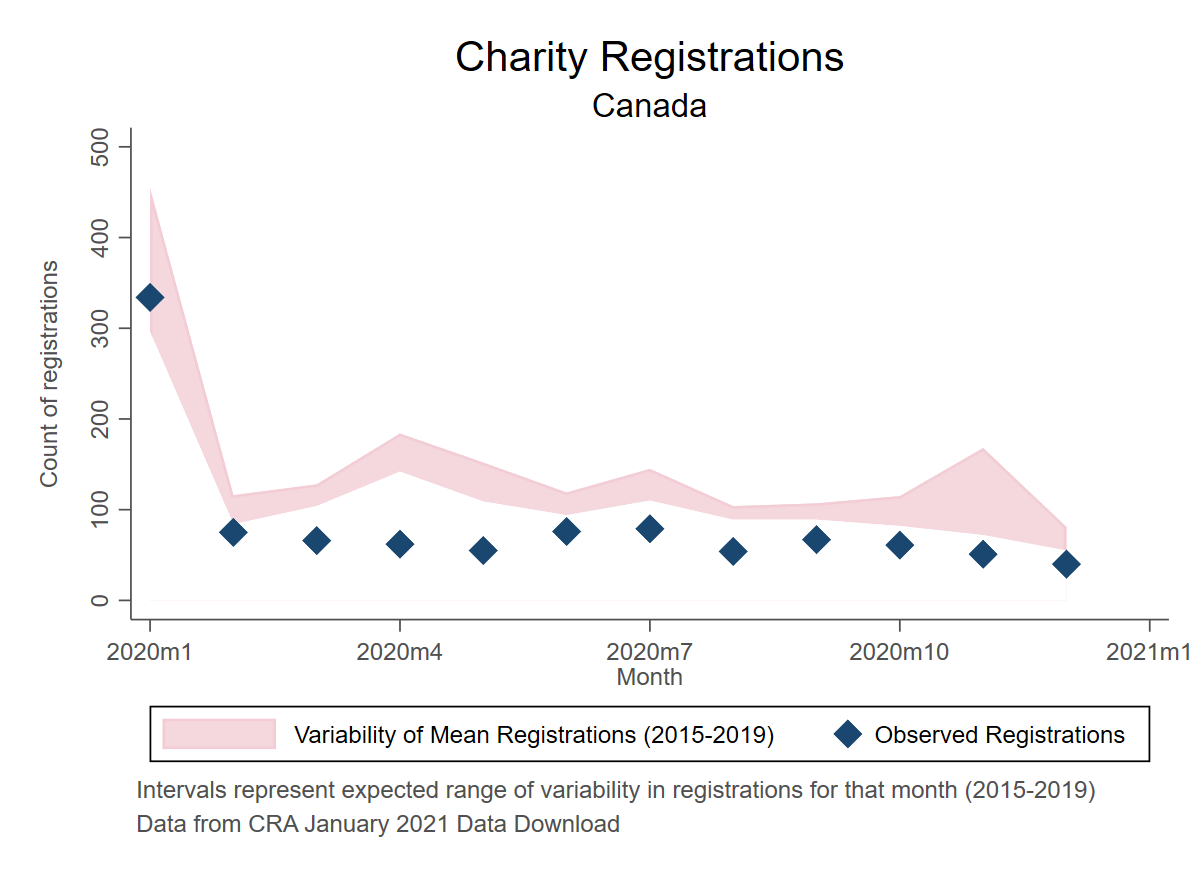 Charity Registrations
Canada
Count of registrations
500
400
300
200
100
0
2020m1 2020m4 2020m7 2020m10 2021m1
Month
Variability of Mean Registrations (2015-2019) Observed Registrations
Intervals represent expected range of variability in registrations for that month (2015-2019)
Data from CRA January 2021 Data Download